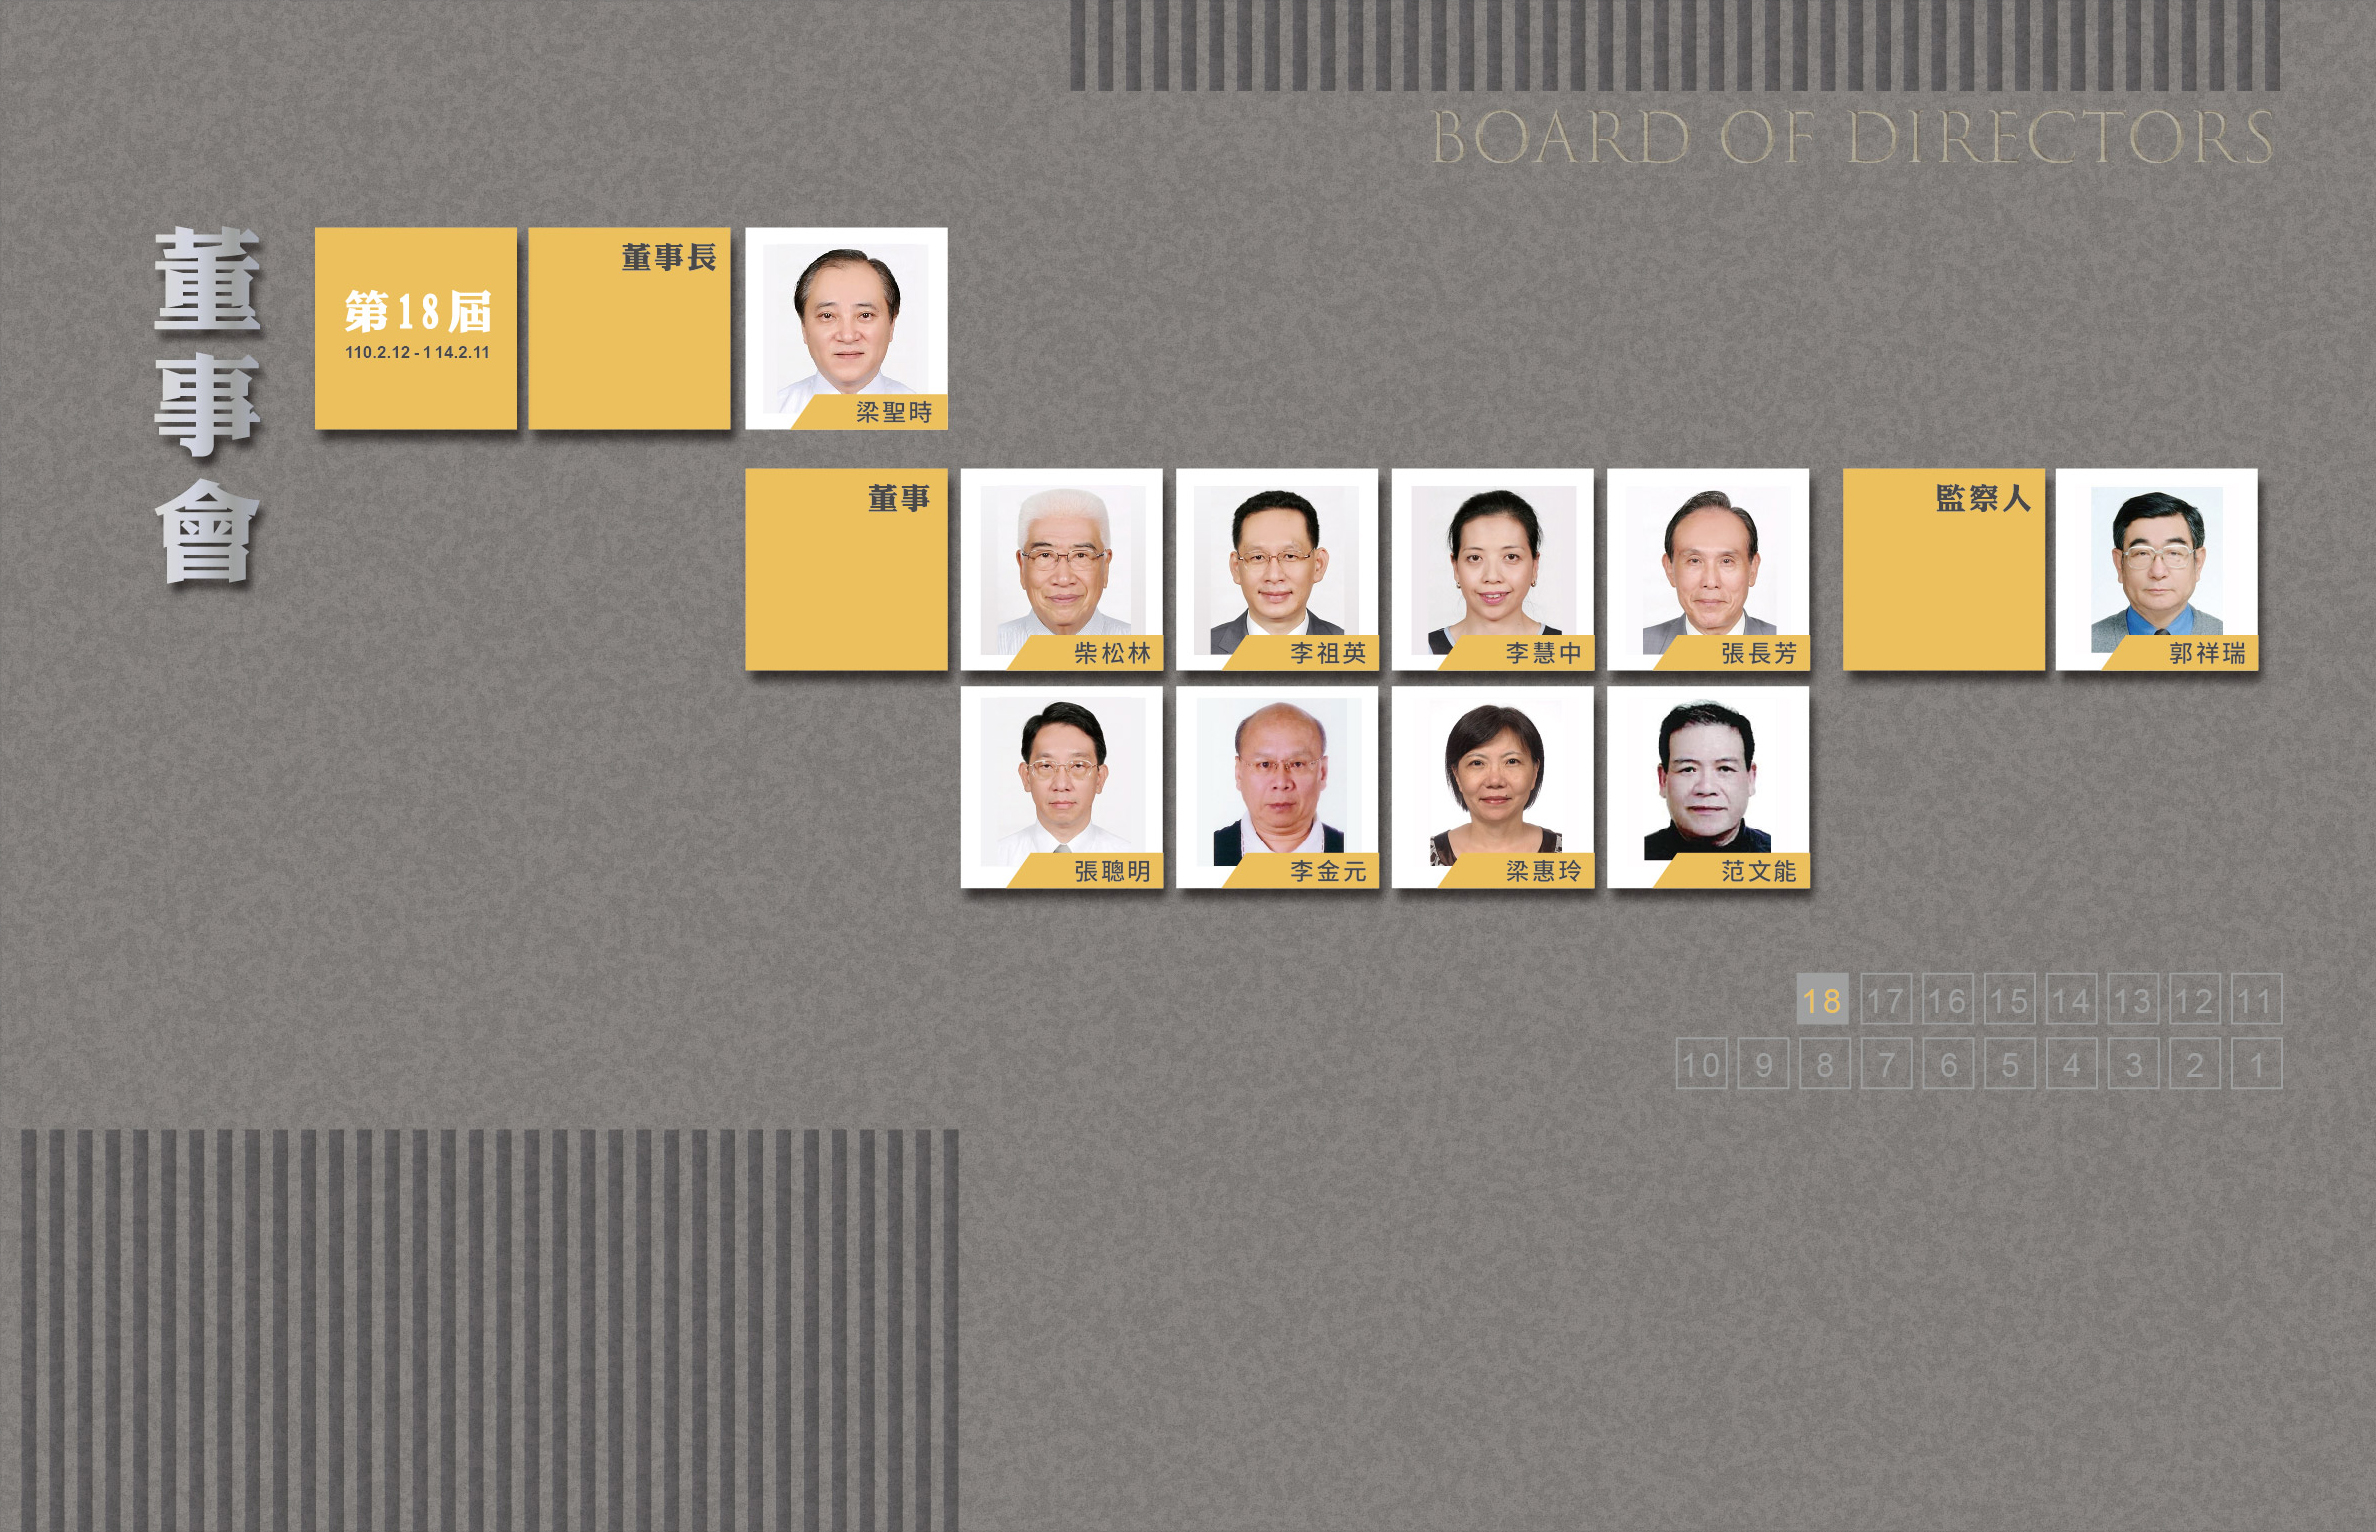 BOARD OF DIRECTORS
董事會
第18屆
110.2.12 - 114.2.11
董事長
梁聖時
董事
柴松林
李祖英
李慧中
張長芳
監察人
郭祥瑞
張聰明
李金元
梁惠玲
范文能
18 17 16 15 14 13 12 11
10 9 8 7 6 5 4 3 2 1